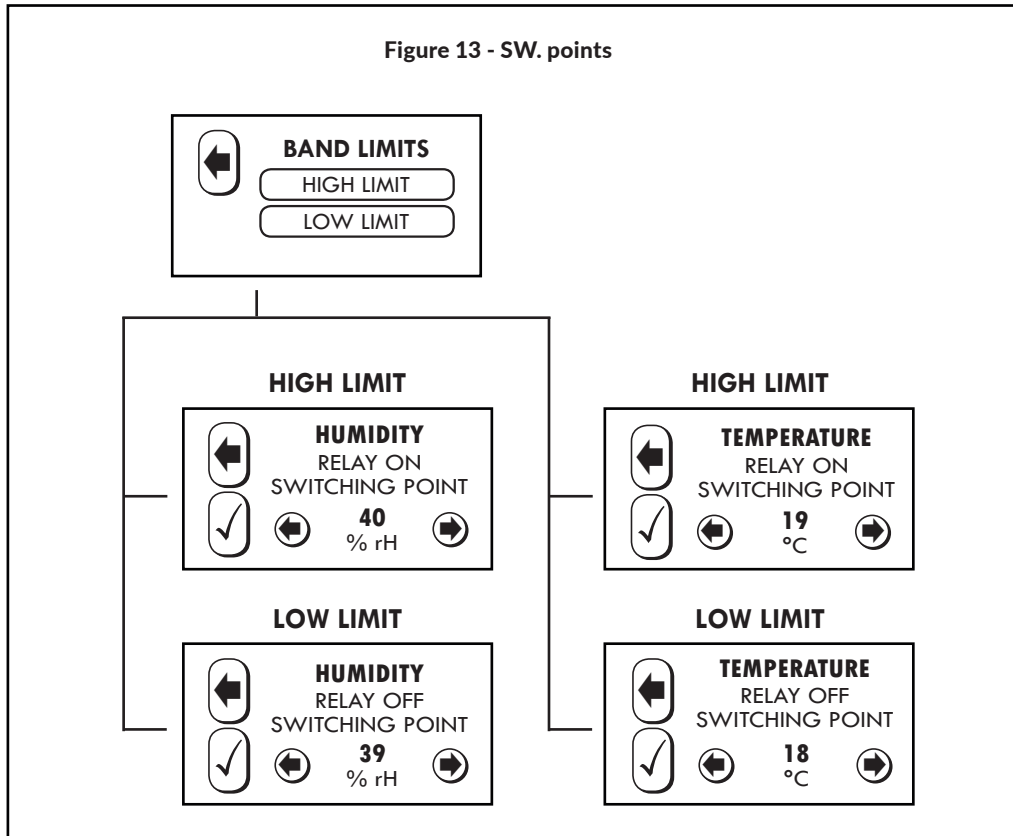 Figure 13 - SW. points
BAND LIMITS
HIGH LIMIT
LOW LIMIT
HIGH LIMIT
HUMIDITY
RELAY ON
SWITCHING POINT
40
% rH
LOW LIMIT
HUMIDITY
RELAY OFF
SWITCHING POINT
39
% rH
HIGH LIMIT
TEMPERATURE
RELAY ON
SWITCHING POINT
19
°C
LOW LIMIT
TEMPERATURE
RELAY OFF
SWITCHING POINT
18
°C